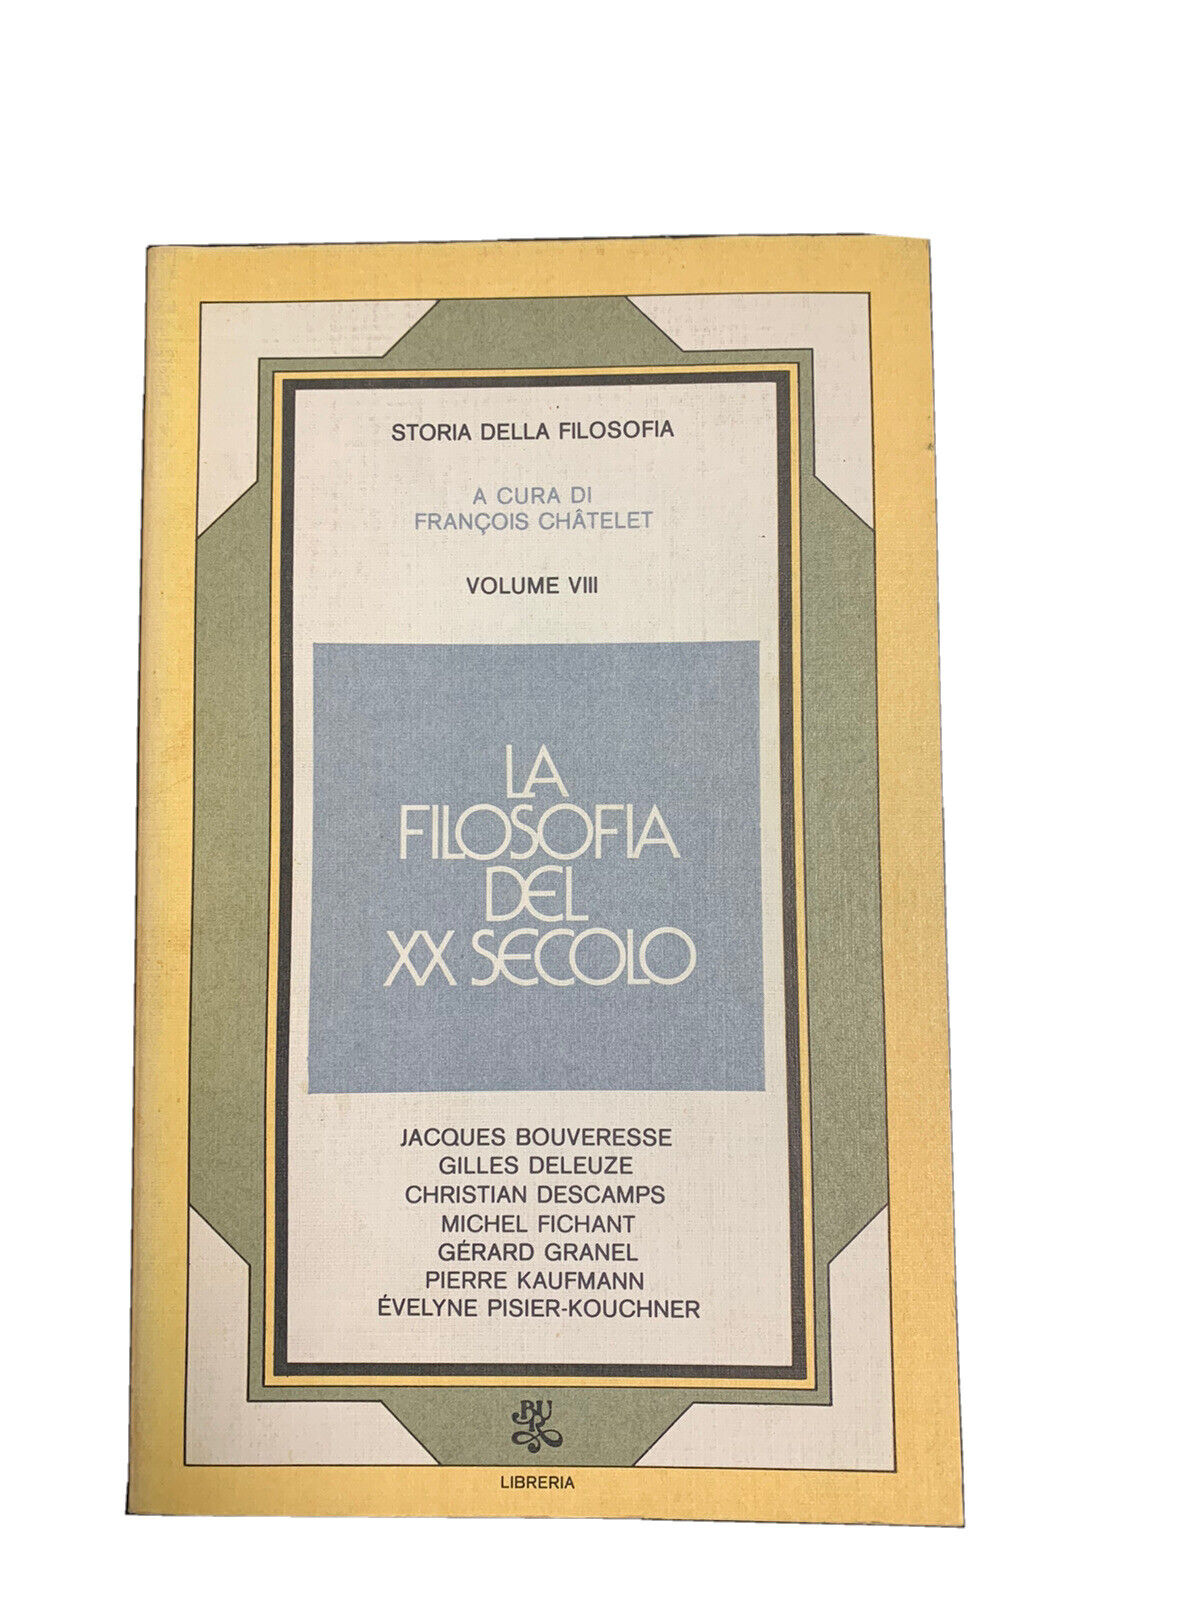 STORIA DELLA FILOSOFIA
A CURA DI
FRANÇOIS CHÂTELET
VOLUME VIII
LA
FILOSOFIA
DEL
XX SECOLO
JACQUES BOUVERESSE
GILLES DELEUZE
CHRISTIAN DESCAMPS
MICHEL FICHANT
GÉRARD GRANEL
PIERRE KAUFMANN
ÉVELYNE PISIER-KOUCHNER
BUR
LIBRERIA